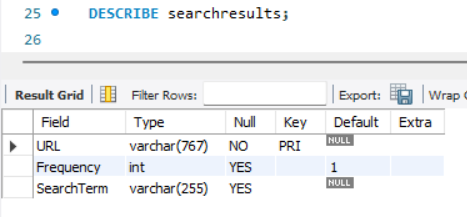 25 DESCRIBE searchresults;
26
Result Grid Filter Rows: Export: Wrap
Field Type Null Key Default Extra
URL varchar(767) NO PRI NULL
Frequency int YES 1
SearchTerm varchar(255) YES NULL